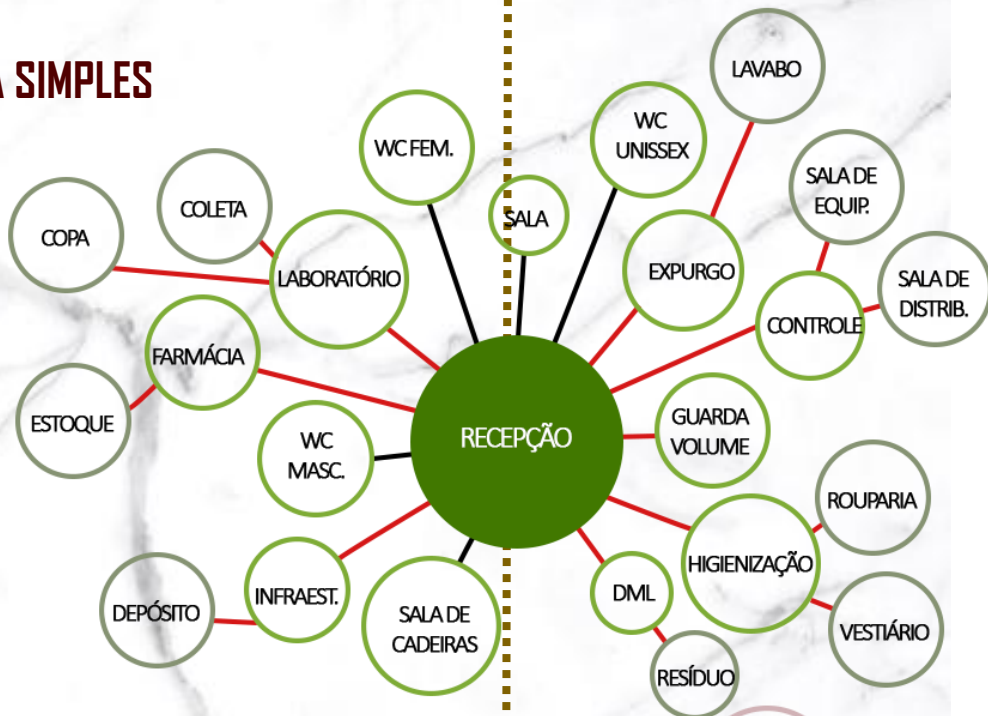 A SIMPLES
LAVABO
WC FEM.
WC
UNISSEX
SALA DE
EQUIP.
COLETA
COPA
SALA
LABORATÓRIO
EXPURGO
SALA DE
DISTRIB.
CONTROLE
FARMÁCIA
ESTOQUE
WC
MASC.
RECEPÇÃO
GUARDA
VOLUME
ROUPARIA
HIGIENIZAÇÃO
INFRAEST.
DML
DEPÓSITO
SALA DE
CADEIRAS
VESTIÁRIO
RESÍDUO